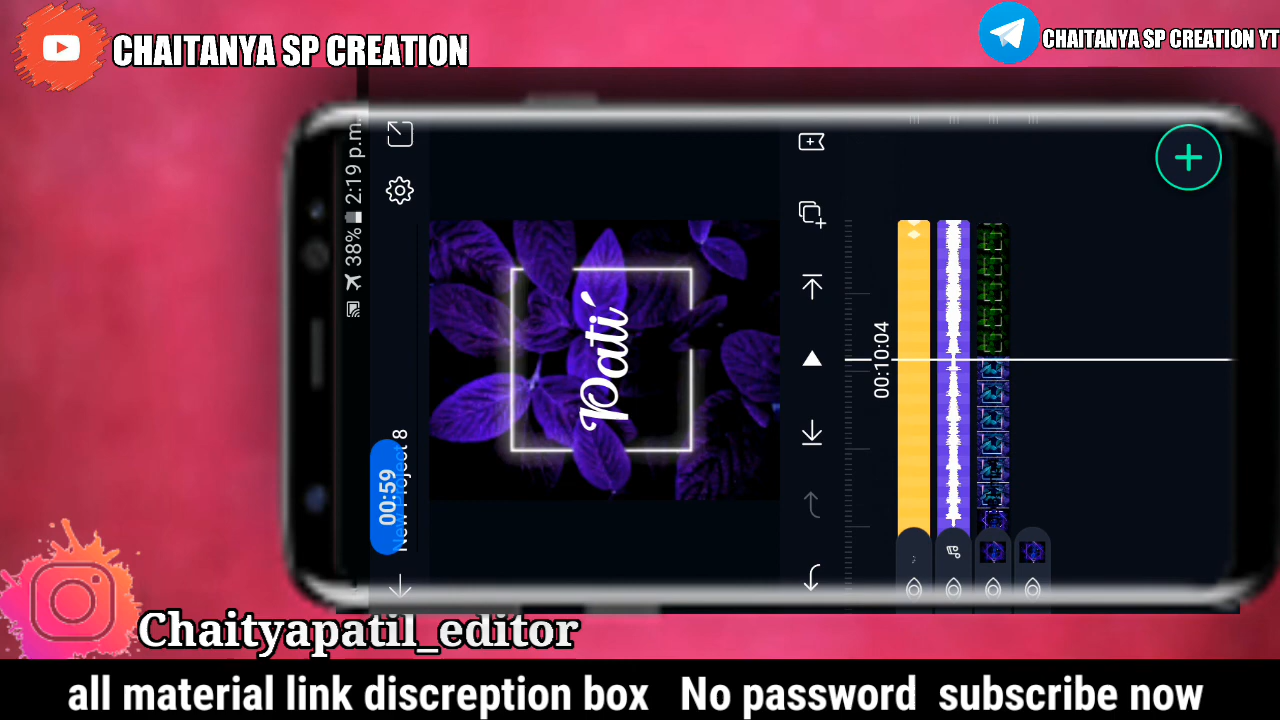 CHAITANYA SP CREATION
CHAITANYA SP CREATION YT
38% 2:19 p.m.
00:59
8
Pati
00:10:04
Chaityapatil_editor
all material link discreption box No password subscribe now